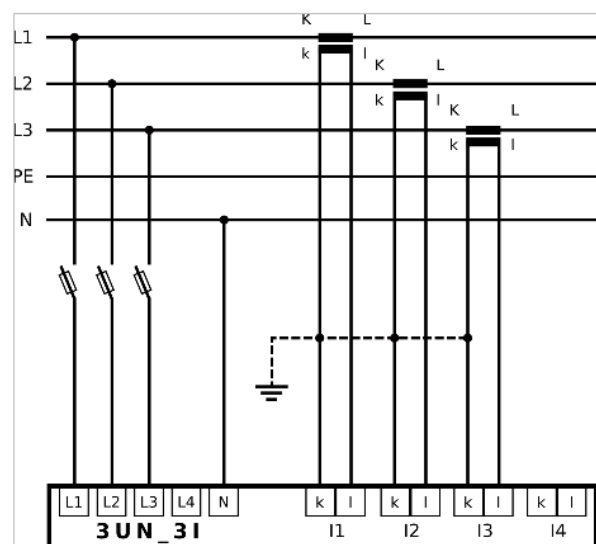 K L
L1
k l
K L
L2
k l
K L
L3
k l
PE
N
L1 L2 L3 L4 N k l k l k l k l
3UN_3I I1 I2 I3 I4